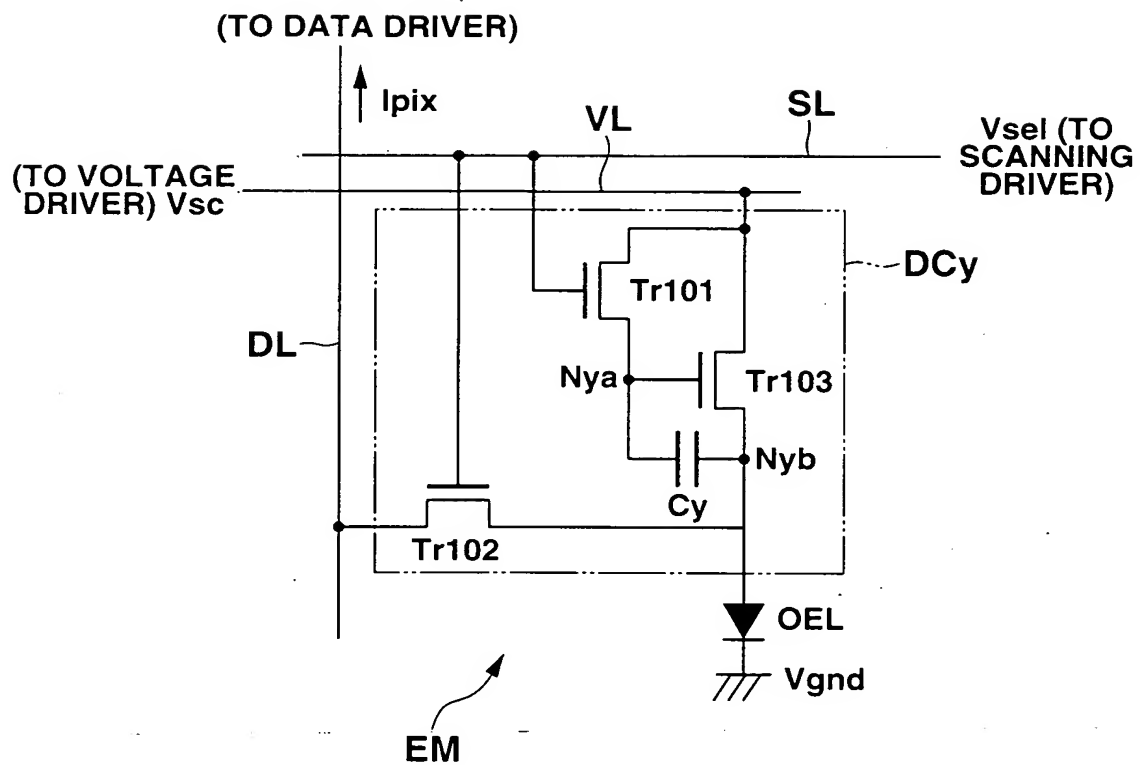 (TO DATA DRIVER)
Ipix
SL
VL
Vsel (TO
SCANNING
DRIVER)
(TO VOLTAGE
DRIVER) Vsc
DCy
Tr101
DL
Nya
Tr103
Nyb
Cy
Tr102
OEL
Vgnd
EM